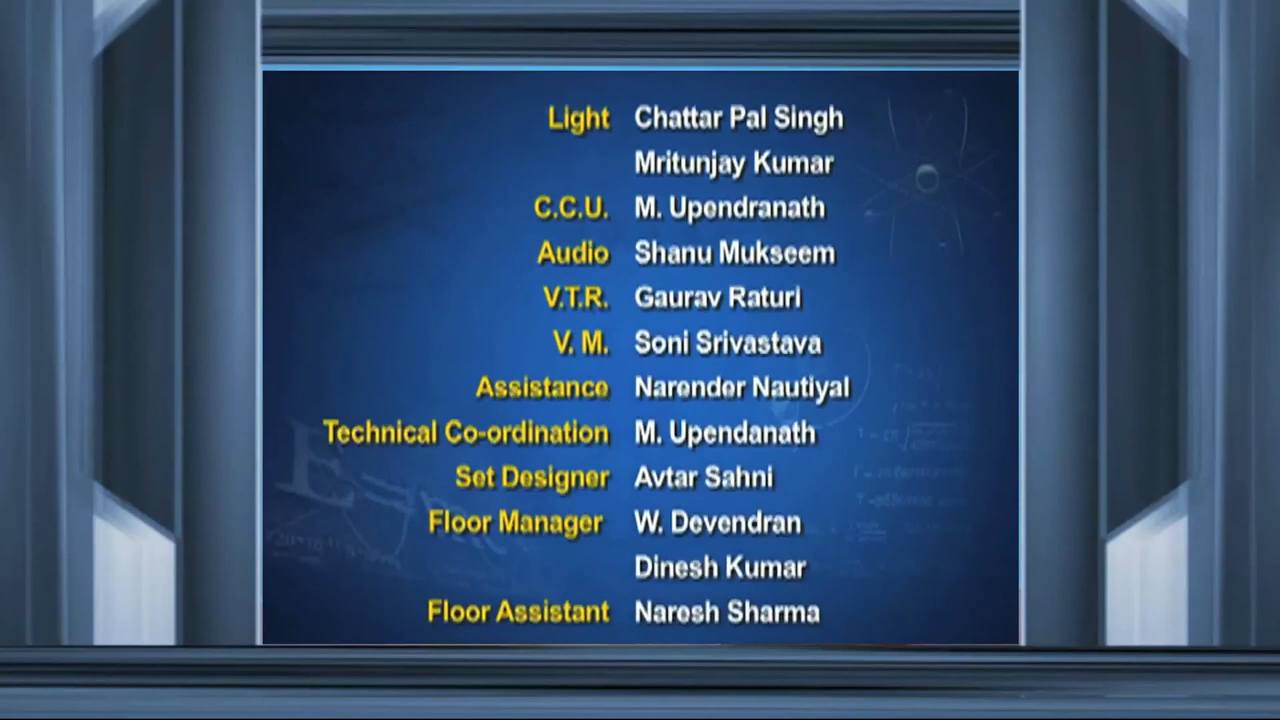 Light Chattar Pal Singh
Mritunjay Kumar
C.C.U. M. Upendranath
Audio Shanu Mukseem
V.T.R. Gaurav Raturi
V. M. Soni Srivastava
Assistance Narender Nautiyal
Technical Co-ordination M. Upendanath
Set Designer Avtar Sahni
Floor Manager W. Devendran
Dinesh Kumar
Floor Assistant Naresh Sharma